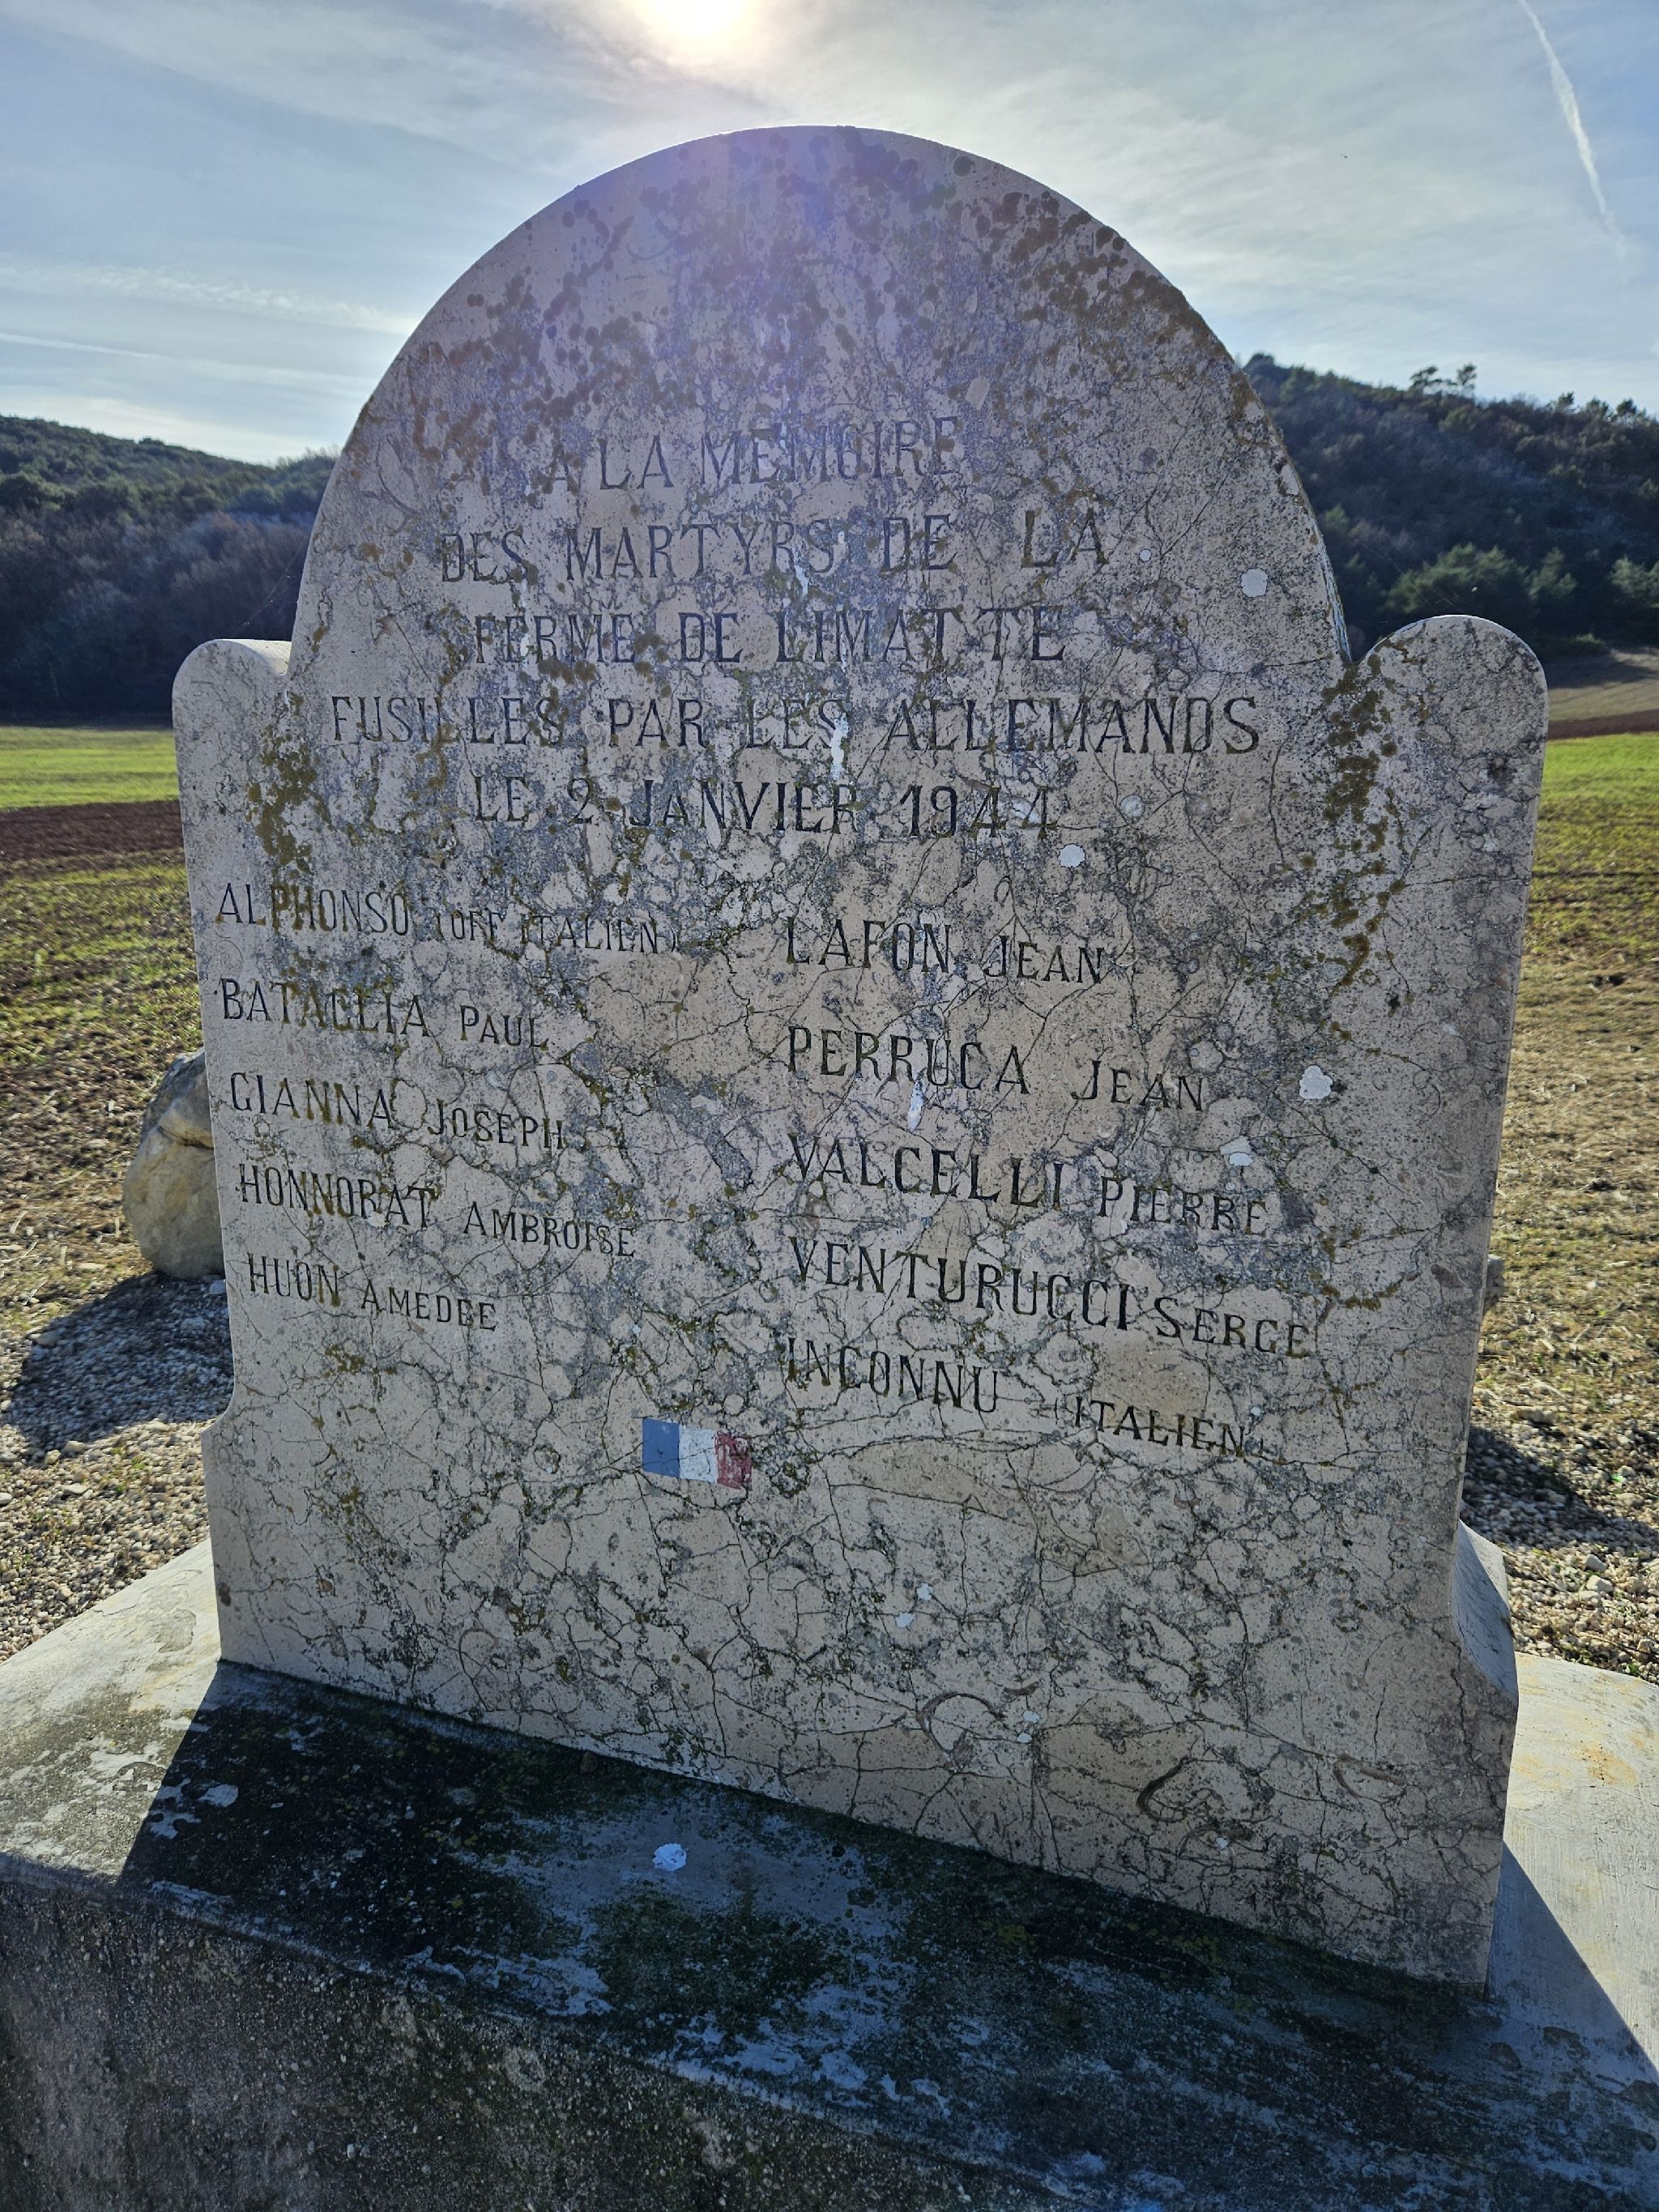 A LA MEMOIRE
DES MARTYRS DE LA
FERME DE LIMATTE
FUSILLES PAR LES ALLEMANDS
LE 2 JANVIER 1944
ALPHONSO (OFF ITALIEN)
BATAGLIA PAUL
GIANNA JOSEPH
HONNORAT AMBROISE
HUON AMEDEE
LAFON JEAN
PERRUCA JEAN
VALCELLI PIERRE
VENTURUCCI SERGE
INCONNU (ITALIEN)